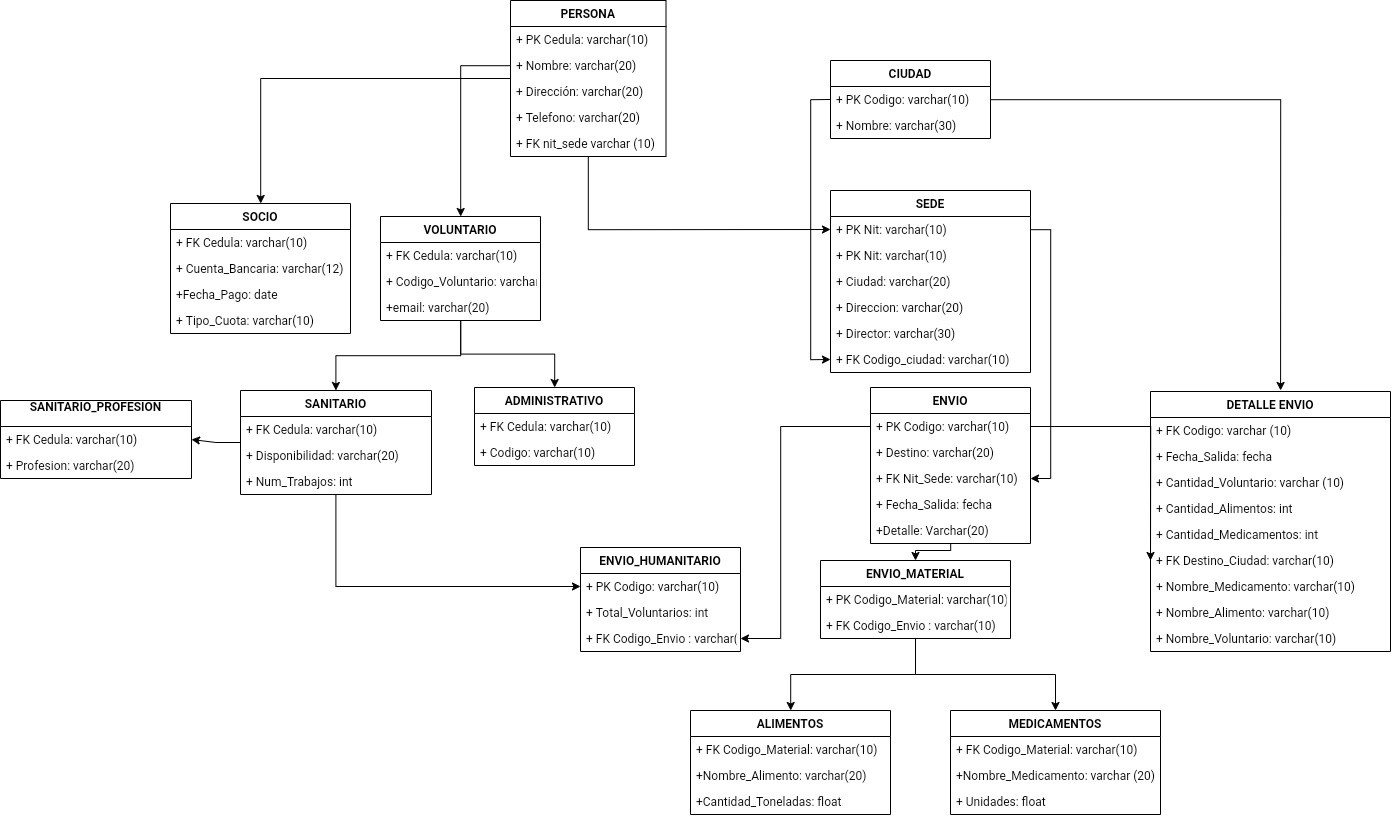 PERSONA
+ PK Cedula: varchar(10)
+ Nombre: varchar(20)
+ Dirección: varchar(20)
+ Telefono: varchar(20)
+ FK nit_sede varchar (10)
CIUDAD
+ PK Codigo: varchar(10)
+ Nombre: varchar(30)
SOCIO
+ FK Cedula: varchar(10)
+ Cuenta_Bancaria: varchar(12)
+Fecha_Pago: date
+ Tipo_Cuota: varchar(10)
VOLUNTARIO
+ FK Cedula: varchar(10)
+ Codigo_Voluntario: varcha
+email: varchar(20)
SEDE
+ PK Nit: varchar(10)
+ PK Nit: varchar(10)
+ Ciudad: varchar(20)
+ Direccion: varchar(20)
+ Director: varchar(30)
+ FK Codigo_ciudad: varchar(10)
SANITARIO_PROFESION
+ FK Cedula: varchar(10)
+ Profesion: varchar(20)
SANITARIO
+ FK Cedula: varchar(10)
+ Disponibilidad: varchar(20)
+ Num_Trabajos: int
ADMINISTRATIVO
+ FK Cedula: varchar(10)
+ Codigo: varchar(10)
ENVIO
+ PK Codigo: varchar(10)
+ Destino: varchar(20)
+ FK Nit_Sede: varchar(10)
+ Fecha_Salida: fecha
+Detalle: Varchar(20)
DETALLE ENVIO
+ FK Codigo: varchar (10)
+ Fecha_Salida: fecha
+ Cantidad_Voluntario: varchar (10)
+ Cantidad_Alimentos: int
+ Cantidad_Medicamentos: int
+ FK Destino_Ciudad: varchar(10)
+ Nombre_Medicamento: varchar(10)
+ Nombre_Alimento: varchar(10)
+ Nombre_Voluntario: varchar(10)
ENVIO_HUMANITARIO
+ PK Codigo: varchar(10)
+ Total_Voluntarios: int
+ FK Codigo_Envio : varchar(
ENVIO_MATERIAL
+ PK Codigo_Material: varchar(10)
+ FK Codigo_Envio : varchar(10)
ALIMENTOS
+ FK Codigo_Material: varchar(10)
+Nombre_Alimento: varchar(20)
+Cantidad_Toneladas: float
MEDICAMENTOS
+ FK Codigo_Material: varchar(10)
+Nombre_Medicamento: varchar (20)
+ Unidades: float